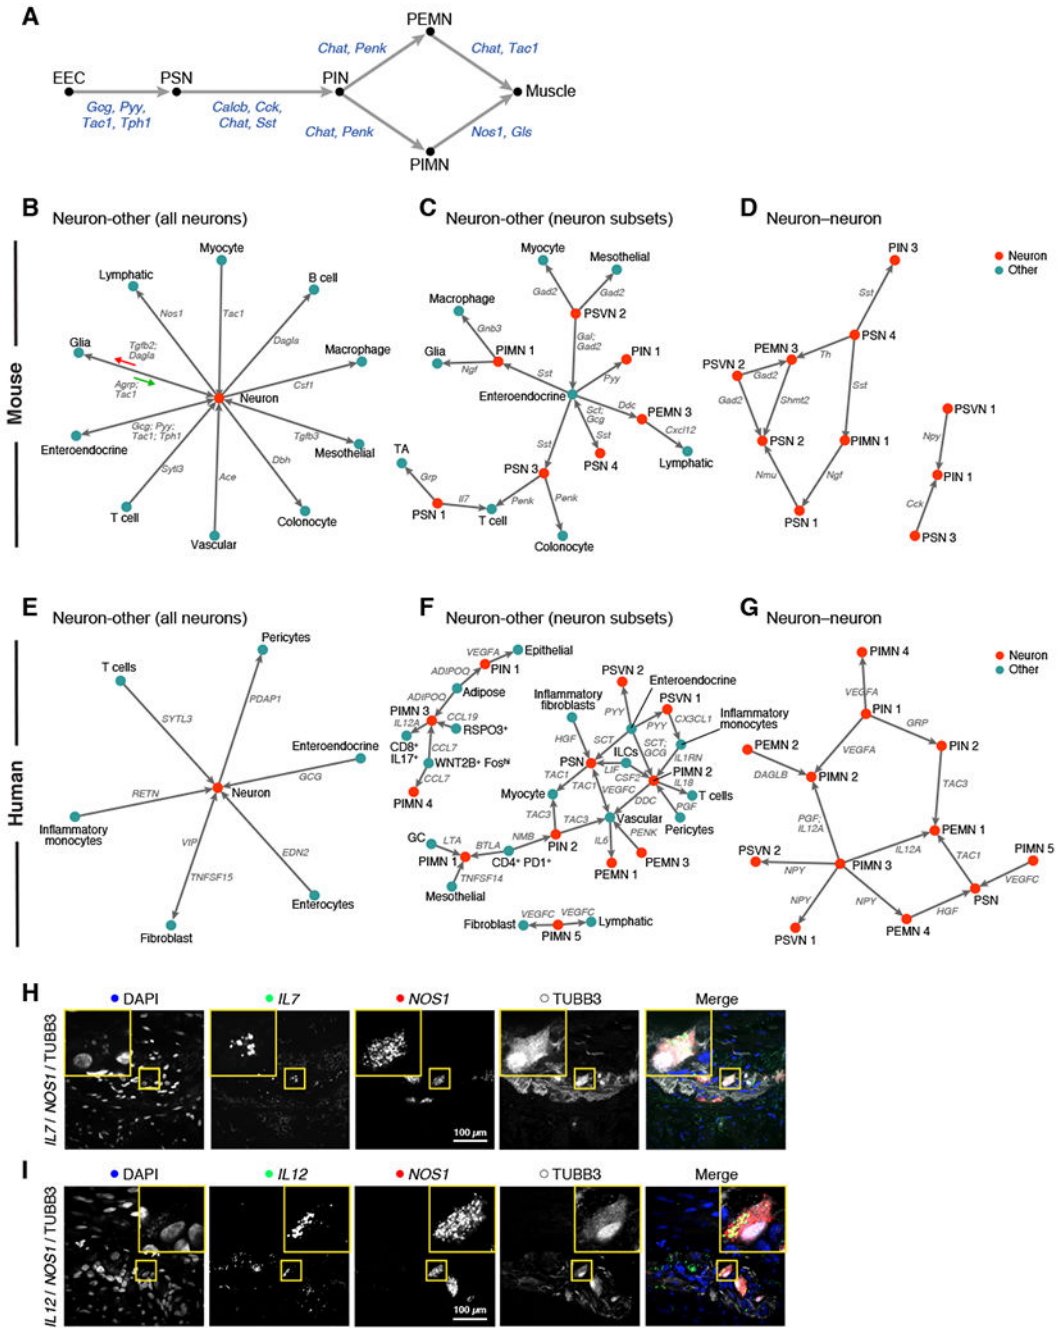 A
PEMN
Chat, Penk
Chat, Tac1
EEC
PSN
PIN
Muscle
Gcg, Pyy,
Tac1, Tph1
Calcb, Cck,
Chat, Sst
Chat, Penk
Nos1, Gls
PIMN
Mouse
B
Neuron-other (all neurons)
Myocyte
Lymphatic
B cell
Nos1
Tac1
Dagla
Glia
Tgfb2;
Dagla
Macrophage
Agrp;
Tac1
Csf1
Neuron
Gcg; Pyy;
Tac1; Tph1
Enteroendocrine
Tgfb3
Mesothelial
Sytl3
Ace
Dbh
T cell
Colonocyte
Vascular
C
Neuron-other (neuron subsets)
Myocyte
Mesothelial
Gad2
Gad2
Macrophage
PSVN 2
Gnb3
Gal;
Gad2
Glia
PIMN 1
PIN 1
Ngf
Sst
Pyy
Enteroendocrine
Ddc
PEMN 3
Sct;
Gcg
Cxcl12
Sst
Sst
Lymphatic
TA
PSN 3
PSN 4
Grp
Il7
Penk
Penk
PSN 1
T cell
Colonocyte
D
Neuron–neuron
Neuron
Other
PIN 3
Sst
PSN 4
PEMN 3
Th
PSVN 2
Gad2
Gad2
Shmt2
Sst
PSVN 1
PSN 2
PIMN 1
Npy
Nmu
Ngf
PIN 1
PSN 1
Cck
PSN 3
Human
E
Neuron-other (all neurons)
Pericytes
T cells
SYTL3
PDAP1
Enteroendocrine
GCG
Neuron
RETN
Inflammatory
monocytes
VIP
EDN2
TNFSF15
Enterocytes
Fibroblast
F
Neuron-other (neuron subsets)
VEGFA
Epithelial
PIN 1
ADIPOQ
Adipose
ADIPOQ
PIMN 3
IL12A
CCL19
RSPO3⁺
CD8⁺
IL17⁺
CCL7
WNT2B⁺ Fosʰⁱ
CCL7
PIMN 4
PSVN 2
Enteroendocrine
PSVN 1
Inflammatory
fibroblasts
Inflammatory
monocytes
PYY
PYY
CX3CL1
HGF
SCT
SCT;
GCG
IL1RN
ILCs
PSN
LIF
CSF2
PIMN 2
IL18
TAC1
TAC1
VEGFC
T cells
Myocyte
DDC
PGF
TAC3
TAC3
Vascular
Pericytes
GC
LTA
NMB
PIN 2
IL6
PENK
PIMN 1
BTLA
CD4⁺ PD1⁺
PEMN 3
TNFSF14
PEMN 1
Mesothelial
VEGFC
VEGFC
Fibroblast
Lymphatic
PIMN 5
G
Neuron–neuron
Neuron
Other
PIMN 4
VEGFA
PIN 1
GRP
PEMN 2
VEGFA
PIN 2
DAGLB
PIMN 2
TAC3
PGF;
IL12A
PEMN 1
PSVN 2
IL12A
PIMN 5
PIMN 3
TAC1
NPY
VEGFC
PSN
NPY
NPY
HGF
PSVN 1
PEMN 4
H
DAPI
IL7
NOS1
TUBB3
Merge
IL7 / NOS1 / TUBB3
100 µm
I
DAPI
IL12
NOS1
TUBB3
Merge
IL12 / NOS1 / TUBB3
100 µm